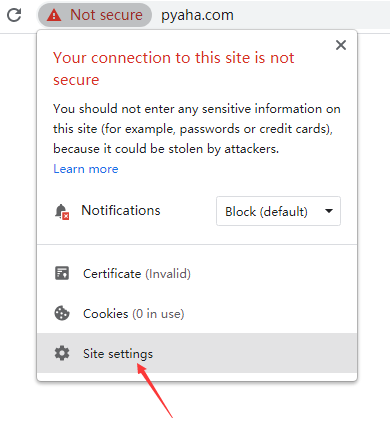 Not secure pyaha.com
Your connection to this site is not
secure
You should not enter any sensitive information on
this site (for example, passwords or credit cards),
because it could be stolen by attackers.
Learn more
Notifications Block (default)
Certificate (Invalid)
Cookies (0 in use)
Site settings